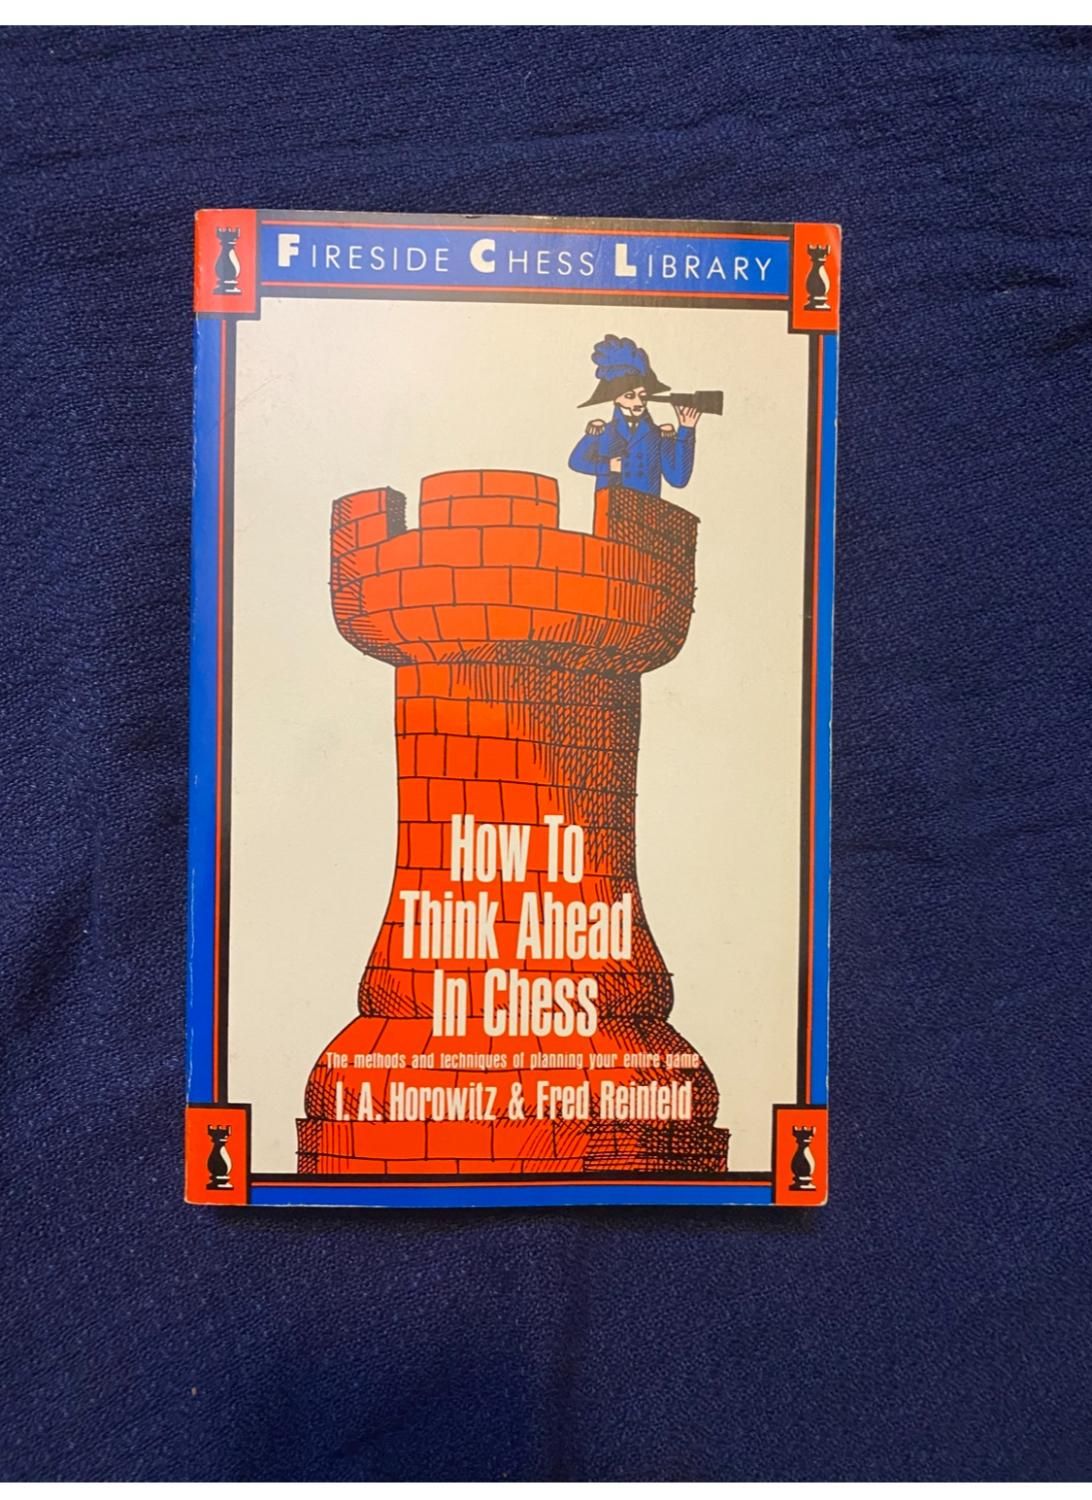 FIRESIDE CHESS LIBRARY
How To
Think Ahead
In Chess
The methods and techniques of planning your entire game
I. A. Horowitz & Fred Reinfeld